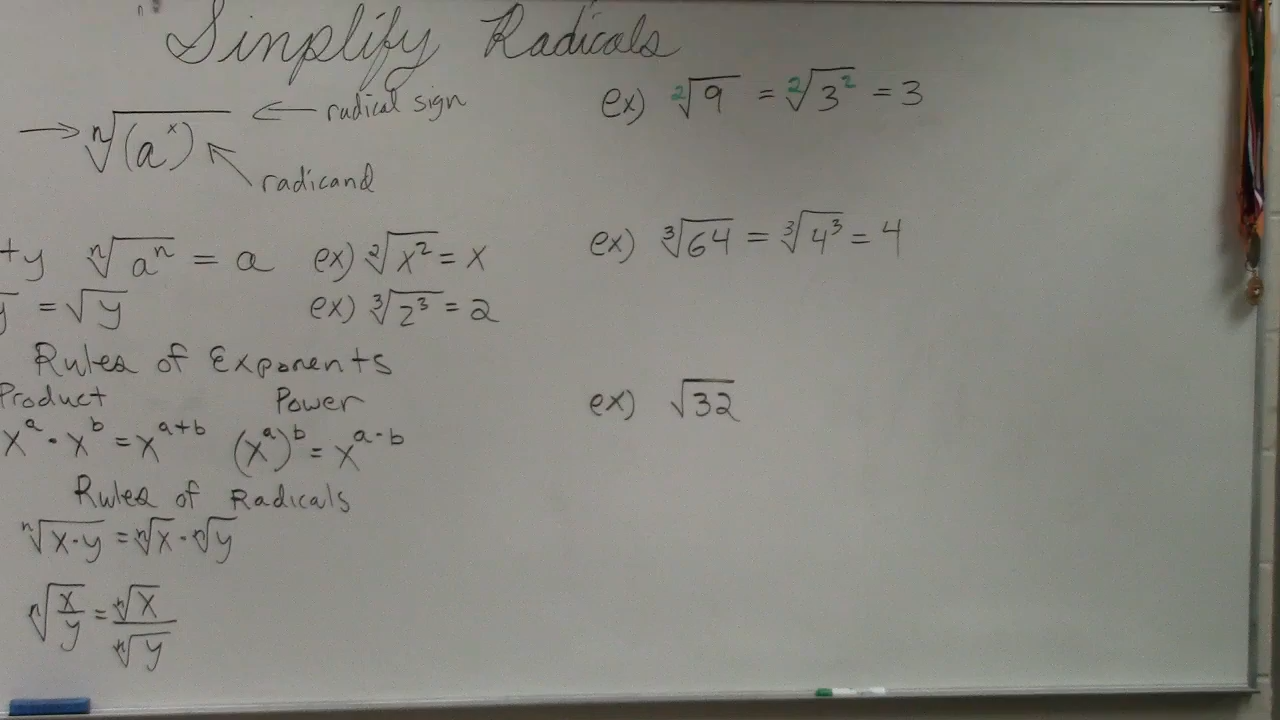 Simplify Radicals
→ ⁿ√(aˣ) ← radical sign
radicand
ty ⁿ√aⁿ = a ex) ²√x² = x
y = √y ex) ³√2³ = 2
Rules of Exponents
Product Power
xᵃ · xᵇ = xᵃ⁺ᵇ (xᵃ)ᵇ = x^(a·b)
Rules of Radicals
ⁿ√x·y = ⁿ√x · ⁿ√y
ⁿ√(x/y) = ⁿ√x / ⁿ√y
ex) ²√9 = ²√3² = 3
ex) ³√64 = ³√4³ = 4
ex) √32